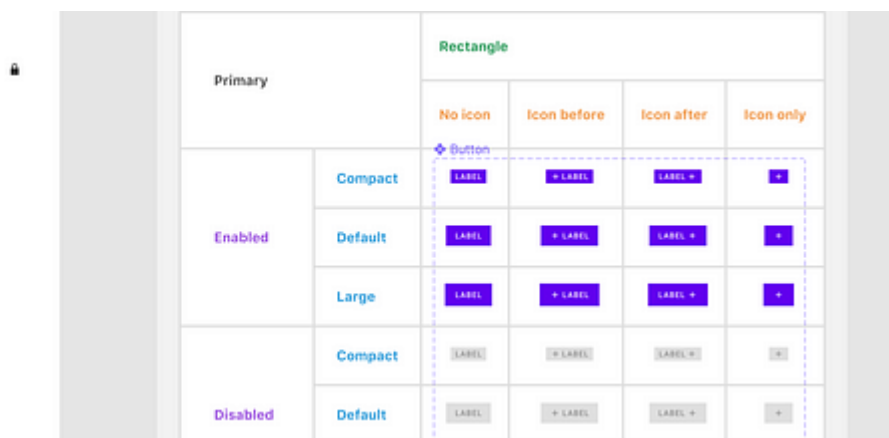 Rectangle
Primary
No icon Icon before Icon after Icon only
Button
Compact LABEL + LABEL LABEL + +
Enabled Default LABEL + LABEL LABEL + +
Large LABEL + LABEL LABEL + +
Compact LABEL + LABEL LABEL + +
Disabled Default LABEL + LABEL LABEL + +